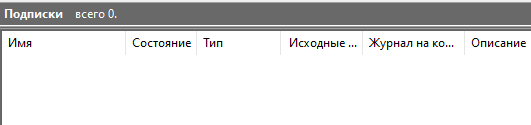 Подписки всего 0.
Имя Состояние Тип Исходные ... Журнал на ко... Описание